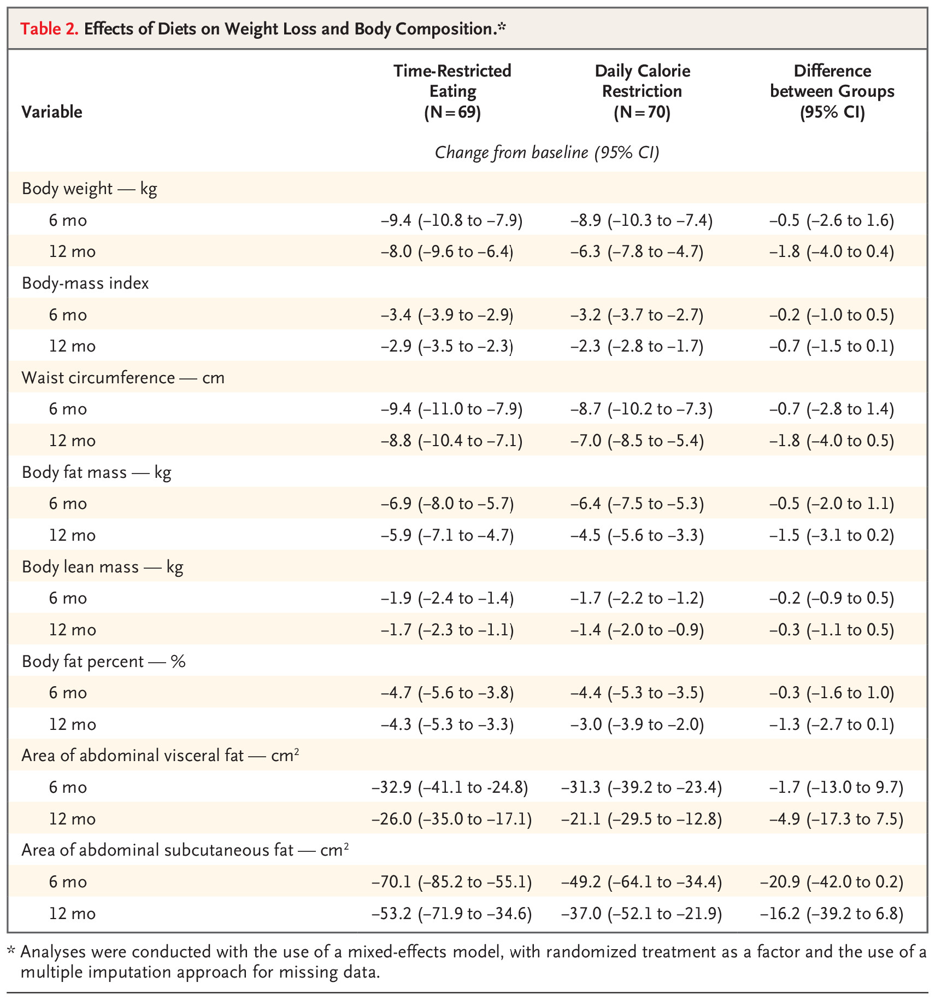 Table 2. Effects of Diets on Weight Loss and Body Composition.*
Variable Time-Restricted Eating (N=69) Daily Calorie Restriction (N=70) Difference between Groups (95% CI)
Change from baseline (95% CI)
Body weight — kg
6 mo –9.4 (–10.8 to –7.9) –8.9 (–10.3 to –7.4) –0.5 (–2.6 to 1.6)
12 mo –8.0 (–9.6 to –6.4) –6.3 (–7.8 to –4.7) –1.8 (–4.0 to 0.4)
Body-mass index
6 mo –3.4 (–3.9 to –2.9) –3.2 (–3.7 to –2.7) –0.2 (–1.0 to 0.5)
12 mo –2.9 (–3.5 to –2.3) –2.3 (–2.8 to –1.7) –0.7 (–1.5 to 0.1)
Waist circumference — cm
6 mo –9.4 (–11.0 to –7.9) –8.7 (–10.2 to –7.3) –0.7 (–2.8 to 1.4)
12 mo –8.8 (–10.4 to –7.1) –7.0 (–8.5 to –5.4) –1.8 (–4.0 to 0.5)
Body fat mass — kg
6 mo –6.9 (–8.0 to –5.7) –6.4 (–7.5 to –5.3) –0.5 (–2.0 to 1.1)
12 mo –5.9 (–7.1 to –4.7) –4.5 (–5.6 to –3.3) –1.5 (–3.1 to 0.2)
Body lean mass — kg
6 mo –1.9 (–2.4 to –1.4) –1.7 (–2.2 to –1.2) –0.2 (–0.9 to 0.5)
12 mo –1.7 (–2.3 to –1.1) –1.4 (–2.0 to –0.9) –0.3 (–1.1 to 0.5)
Body fat percent — %
6 mo –4.7 (–5.6 to –3.8) –4.4 (–5.3 to –3.5) –0.3 (–1.6 to 1.0)
12 mo –4.3 (–5.3 to –3.3) –3.0 (–3.9 to –2.0) –1.3 (–2.7 to 0.1)
Area of abdominal visceral fat — cm²
6 mo –32.9 (–41.1 to -24.8) –31.3 (–39.2 to –23.4) –1.7 (–13.0 to 9.7)
12 mo –26.0 (–35.0 to –17.1) –21.1 (–29.5 to –12.8) –4.9 (–17.3 to 7.5)
Area of abdominal subcutaneous fat — cm²
6 mo –70.1 (–85.2 to –55.1) –49.2 (–64.1 to –34.4) –20.9 (–42.0 to 0.2)
12 mo –53.2 (–71.9 to –34.6) –37.0 (–52.1 to –21.9) –16.2 (–39.2 to 6.8)
* Analyses were conducted with the use of a mixed-effects model, with randomized treatment as a factor and the use of a
multiple imputation approach for missing data.